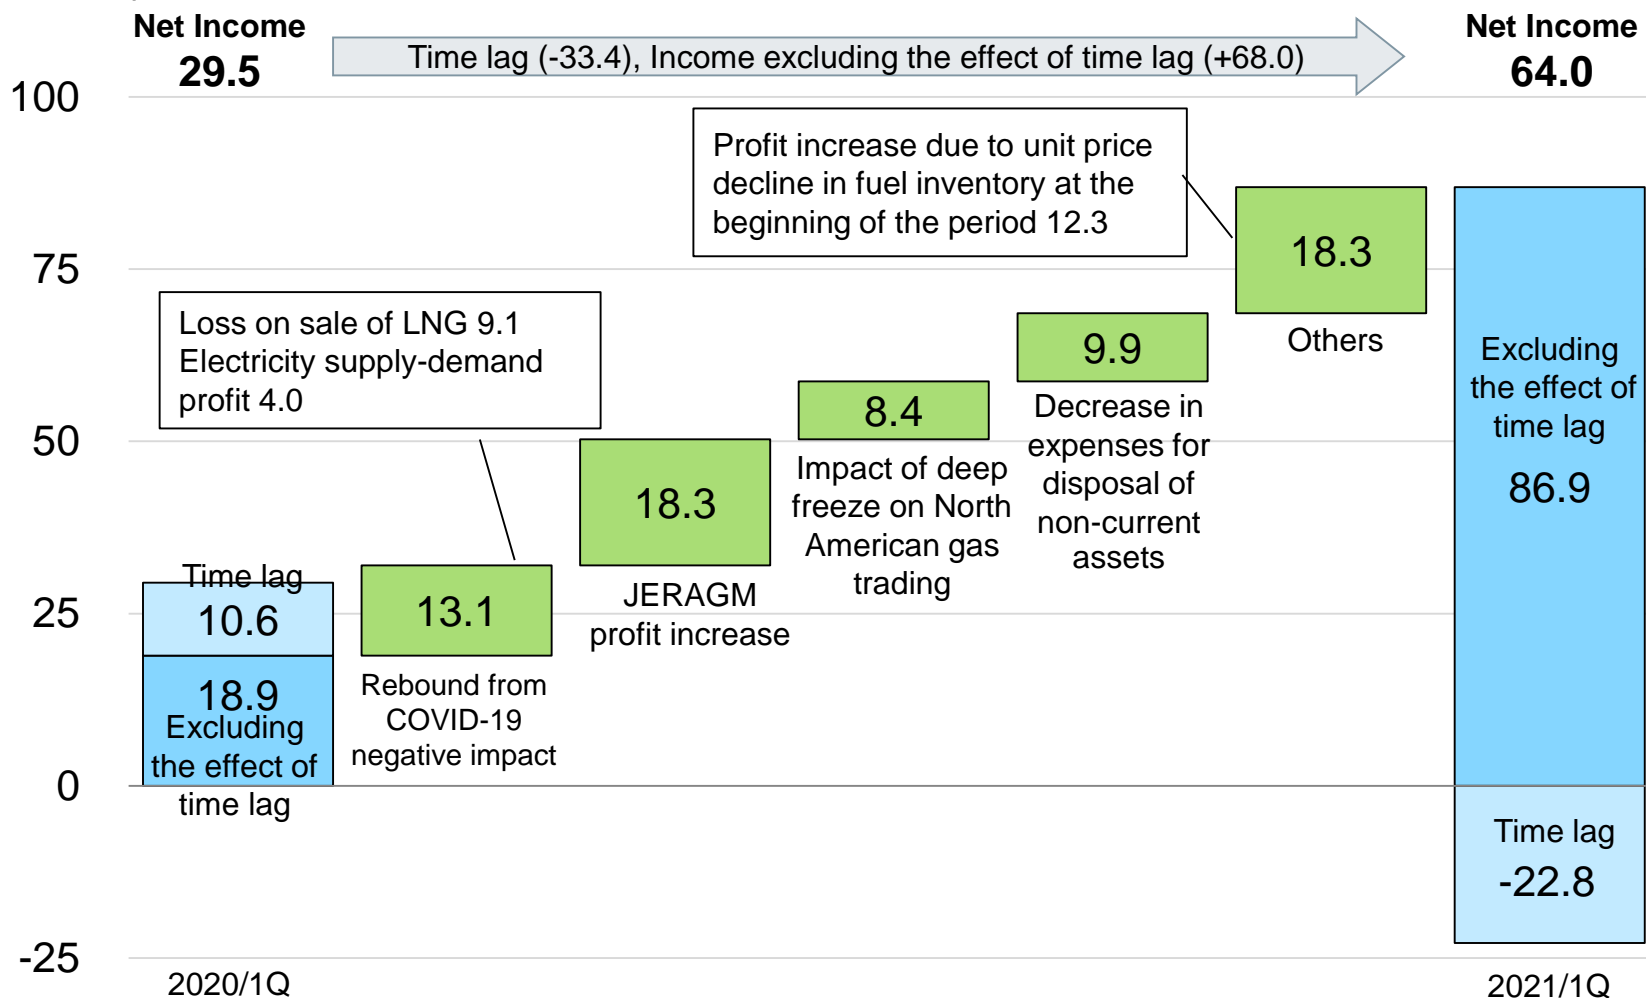 Net Income
29.5
Time lag (-33.4), Income excluding the effect of time lag (+68.0)
Net Income
64.0
100
75
50
25
0
-25
Profit increase due to unit price
decline in fuel inventory at the
beginning of the period 12.3
Loss on sale of LNG 9.1
Electricity supply-demand
profit 4.0
Time lag
10.6
18.9
Excluding
the effect of
time lag
13.1
Rebound from
COVID-19
negative impact
18.3
JERAGM
profit increase
8.4
Impact of deep
freeze on North
American gas
trading
9.9
Decrease in
expenses for
disposal of
non-current
assets
18.3
Others
Excluding
the effect of
time lag
86.9
Time lag
-22.8
2020/1Q
2021/1Q